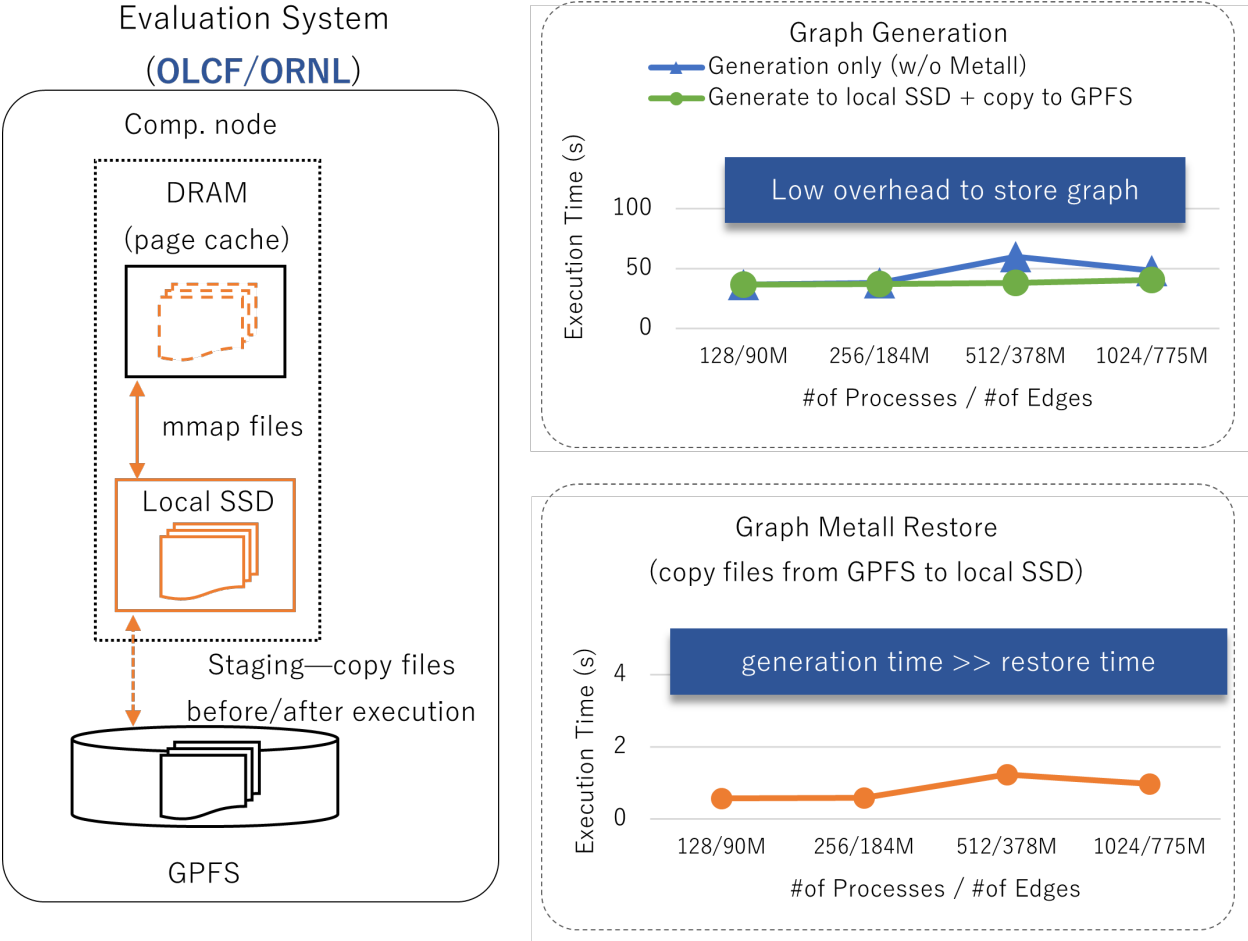 Evaluation System
(OLCF/ORNL)
Comp. node
DRAM
(page cache)
mmap files
Local SSD
Staging—copy files
before/after execution
GPFS
Graph Generation
Generation only (w/o Metall)
Generate to local SSD + copy to GPFS
Execution Time (s)
Low overhead to store graph
100
50
0
128/90M 256/184M 512/378M 1024/775M
#of Processes / #of Edges
Graph Metall Restore
(copy files from GPFS to local SSD)
Execution Time (s)
generation time >> restore time
4
2
0
128/90M 256/184M 512/378M 1024/775M
#of Processes / #of Edges